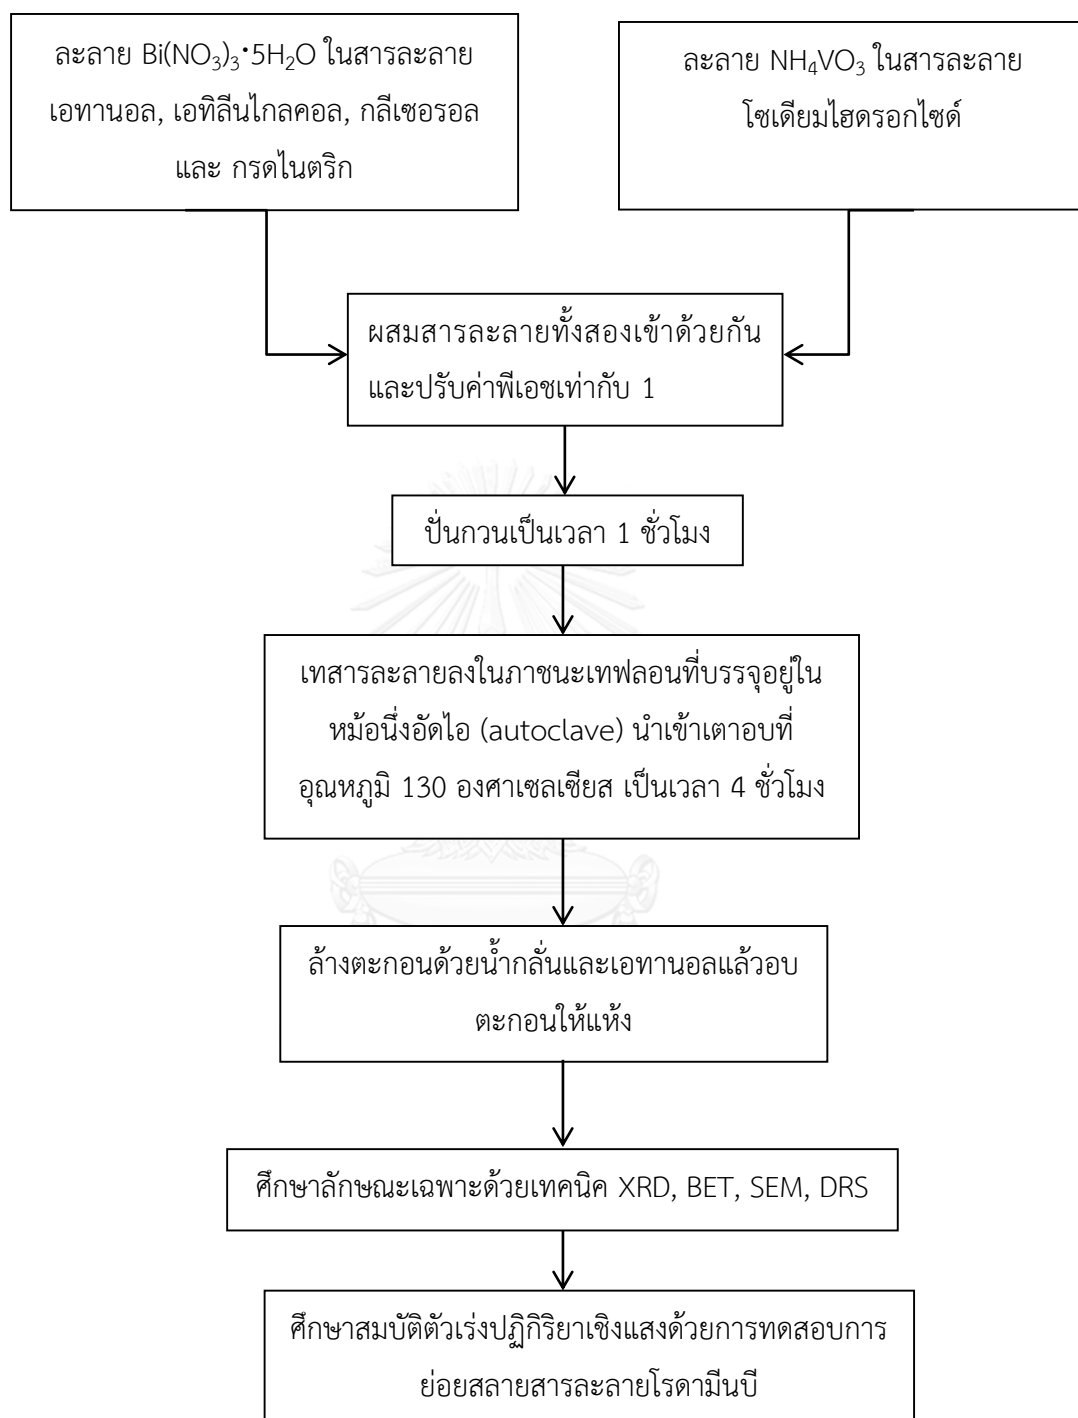 ละลาย Bi(NO₃)₃·5H₂O ในสารละลาย
เอทานอล, เอทิลีนไกลคอล, กลีเซอรอล
และ กรดไนตริก
ละลาย NH₄VO₃ ในสารละลาย
โซเดียมไฮดรอกไซด์
ผสมสารละลายทั้งสองเข้าด้วยกัน
และปรับค่าพีเอชเท่ากับ 1
ปั่นกวนเป็นเวลา 1 ชั่วโมง
เทสารละลายลงในภาชนะเทฟลอนที่บรรจุอยู่ใน
หม้อนึ่งอัดไอ (autoclave) นำเข้าเตาอบที่
อุณหภูมิ 130 องศาเซลเซียส เป็นเวลา 4 ชั่วโมง
ล้างตะกอนด้วยน้ำกลั่นและเอทานอลแล้วอบ
ตะกอนให้แห้ง
ศึกษาลักษณะเฉพาะด้วยเทคนิค XRD, BET, SEM, DRS
ศึกษาสมบัติตัวเร่งปฏิกิริยาเชิงแสงด้วยการทดสอบการ
ย่อยสลายสารละลายโรดามีนบี